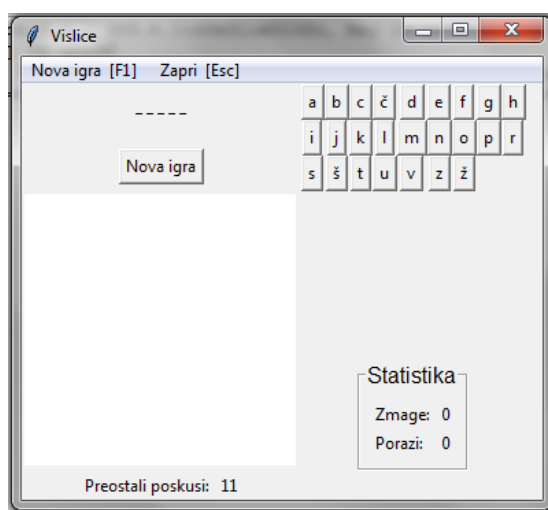 Vislice
Nova igra [F1] Zapri [Esc]
-----
Nova igra
a b c č d e f g h
i j k l m n o p r
s š t u v z ž
Statistika
Zmage: 0
Porazi: 0
Preostali poskusi: 11